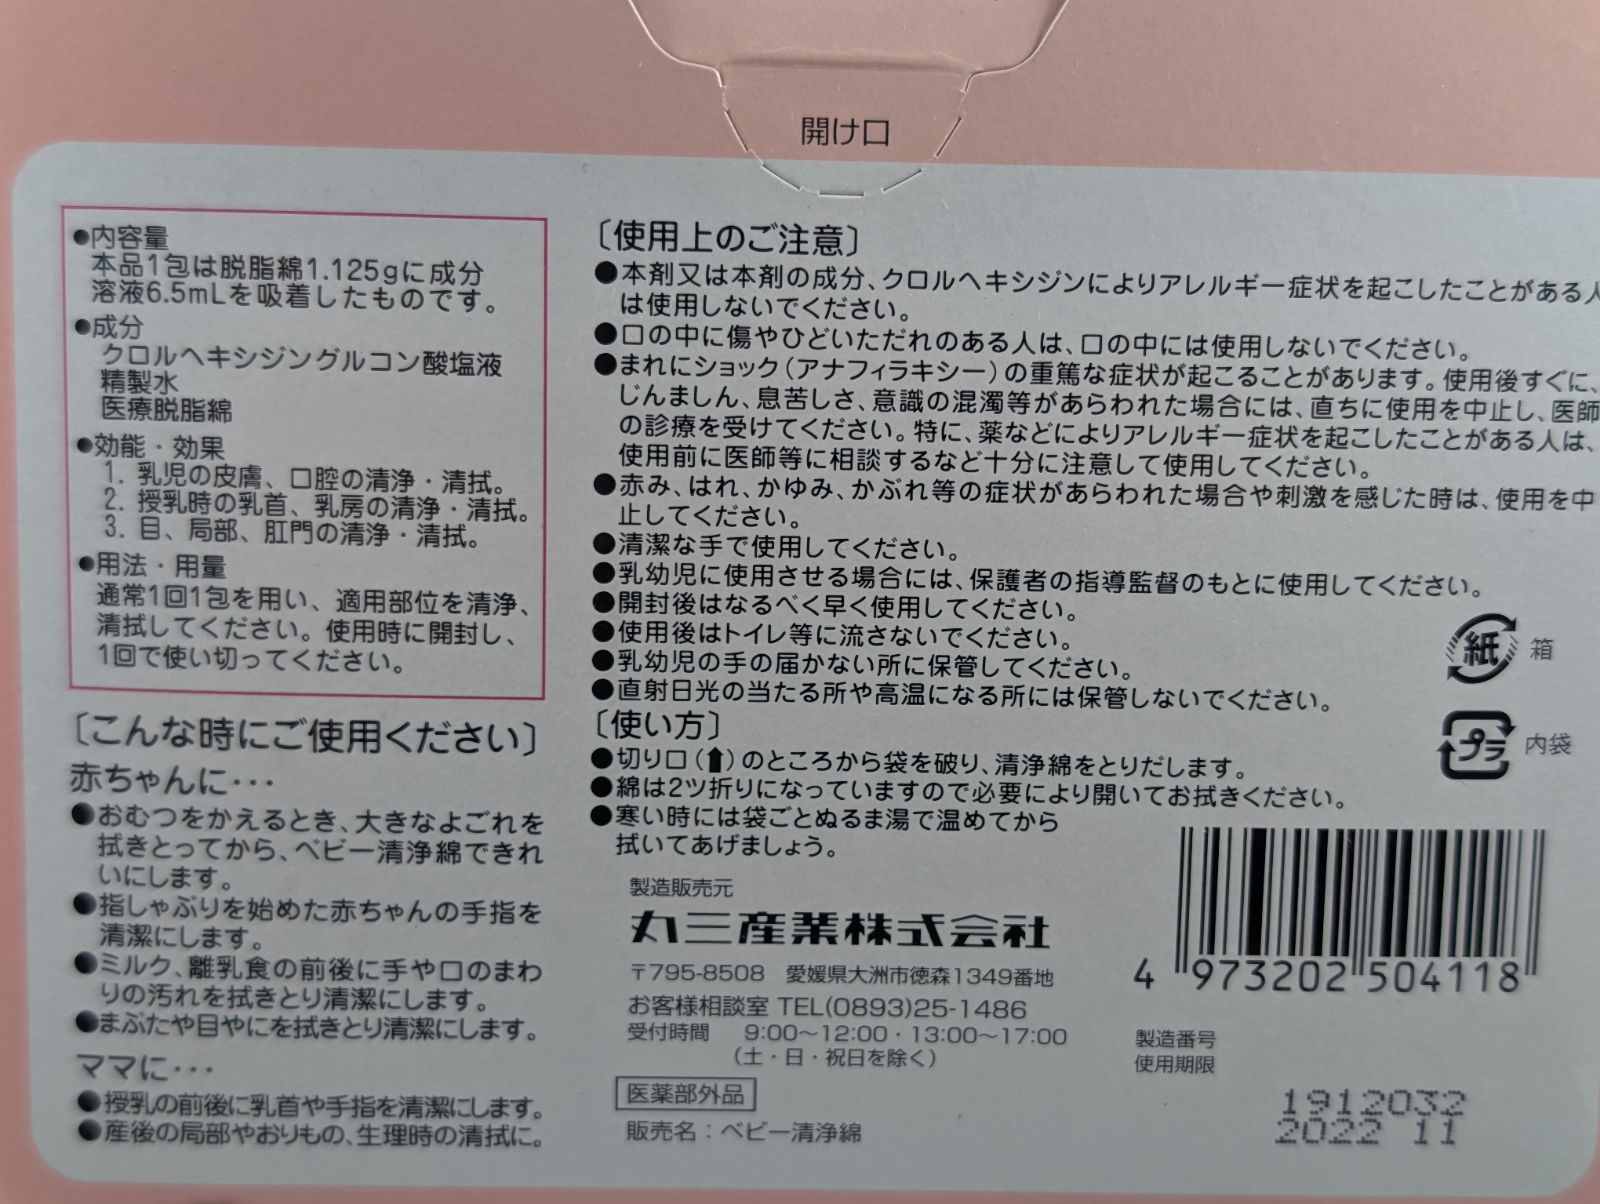 開け口
●内容量
本品1包は脱脂綿1.125gに成分
溶液6.5mLを吸着したものです。
●成分
クロルヘキシジングルコン酸塩液
精製水
医療脱脂綿
●効能・効果
1. 乳児の皮膚、口腔の清浄・清拭。
2. 授乳時の乳首、乳房の清浄・清拭。
3. 目、局部、肛門の清浄・清拭。
●用法・用量
通常1回1包を用い、適用部位を清浄、
清拭してください。使用時に開封し、
1回で使い切ってください。
〔こんな時にご使用ください〕
赤ちゃんに・・・
●おむつをかえるとき、大きなよごれを
拭きとってから、ベビー清浄綿できれ
いにします。
●指しゃぶりを始めた赤ちゃんの手指を
清潔にします。
●ミルク、離乳食の前後に手や口のまわ
りの汚れを拭きとり清潔にします。
●まぶたや目やにを拭きとり清潔にします。
ママに・・・
●授乳の前後に乳首や手指を清潔にします。
●産後の局部やおりもの、生理時の清拭に。
〔使用上のご注意〕
●本剤又は本剤の成分、クロルヘキシジンによりアレルギー症状を起こしたことがある人
は使用しないでください。
●口の中に傷やひどいただれのある人は、口の中には使用しないでください。
●まれにショック(アナフィラキシー)の重篤な症状が起こることがあります。使用後すぐに、
じんましん、息苦しさ、意識の混濁等があらわれた場合には、直ちに使用を中止し、医師
の診療を受けてください。特に、薬などによりアレルギー症状を起こしたことがある人は、
使用前に医師等に相談するなど十分に注意して使用してください。
●赤み、はれ、かゆみ、かぶれ等の症状があらわれた場合や刺激を感じた時は、使用を中
止してください。
●清潔な手で使用してください。
●乳幼児に使用させる場合には、保護者の指導監督のもとに使用してください。
●開封後はなるべく早く使用してください。
●使用後はトイレ等に流さないでください。
●乳幼児の手の届かない所に保管してください。
●直射日光の当たる所や高温になる所には保管しないでください。
〔使い方〕
●切り口(⬆)のところから袋を破り、清浄綿をとりだします。
●綿は2ツ折りになっていますので必要により開いてお拭きください。
●寒い時には袋ごとぬるま湯で温めてから
拭いてあげましょう。
紙 箱
プラ 内袋
製造販売元
丸三産業株式会社
〒795-8508 愛媛県大洲市徳森1349番地
お客様相談室 TEL(0893)25-1486
受付時間 9:00〜12:00・13:00〜17:00
(土・日・祝日を除く)
医薬部外品
販売名：ベビー清浄綿
4 973202 504118
製造番号
使用期限
1912032
2022 11